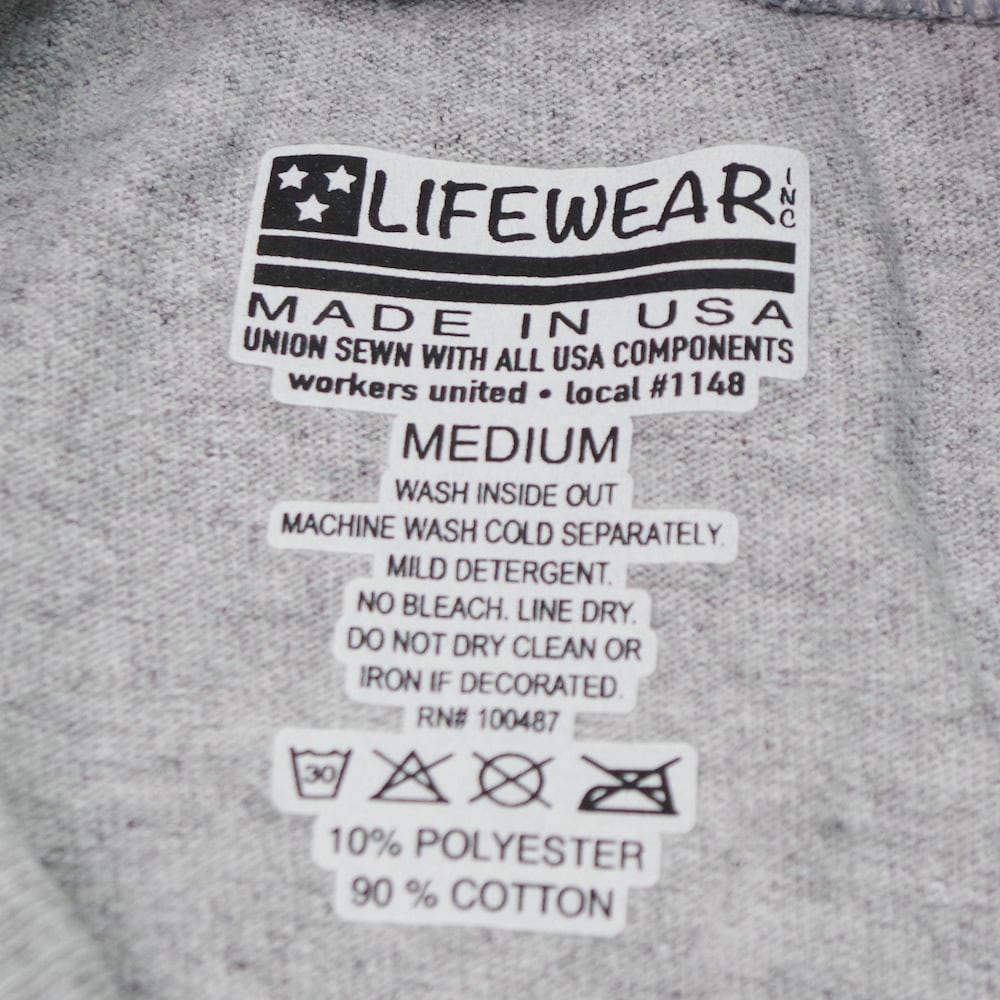 LIFEWEAR INC
MADE IN USA
UNION SEWN WITH ALL USA COMPONENTS
workers united • local #1148
MEDIUM
WASH INSIDE OUT
MACHINE WASH COLD SEPARATELY.
MILD DETERGENT.
NO BLEACH. LINE DRY.
DO NOT DRY CLEAN OR
IRON IF DECORATED.
RN# 100487
30
10% POLYESTER
90 % COTTON